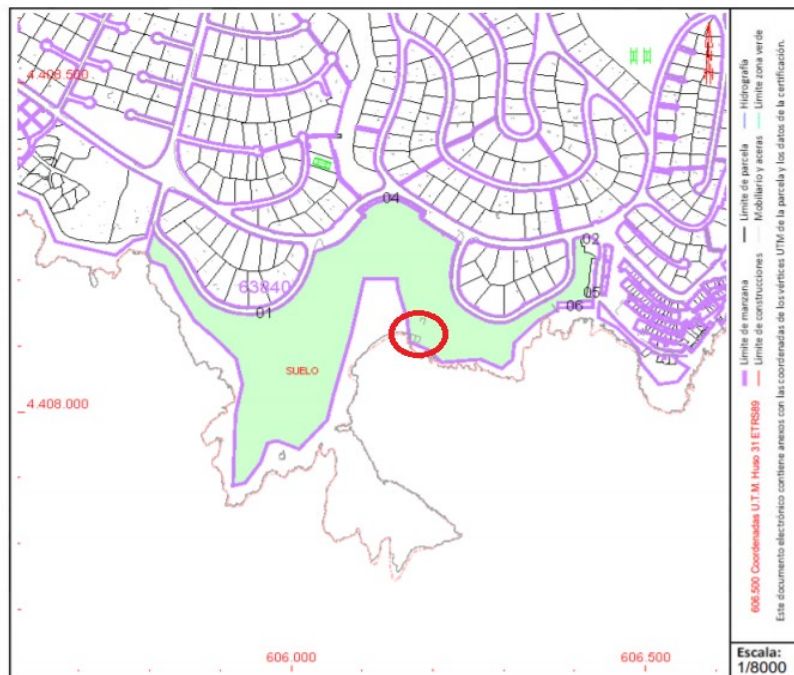 4.408.500
04
02
63840
05
06
01
SUELO
4.408.000
606.000
606.500
Límite de manzana
Límite de parcela
Hidrografía
Límite de construcciones
Mobiliario y aceras
Límite zona verde
606.500 Coordenadas U.T.M. Huso 31 ETRS89
Este documento electrónico contiene anexos con las coordenadas de los vértices UTM de la parcela y los datos de la certificación.
Escala:
1/8000